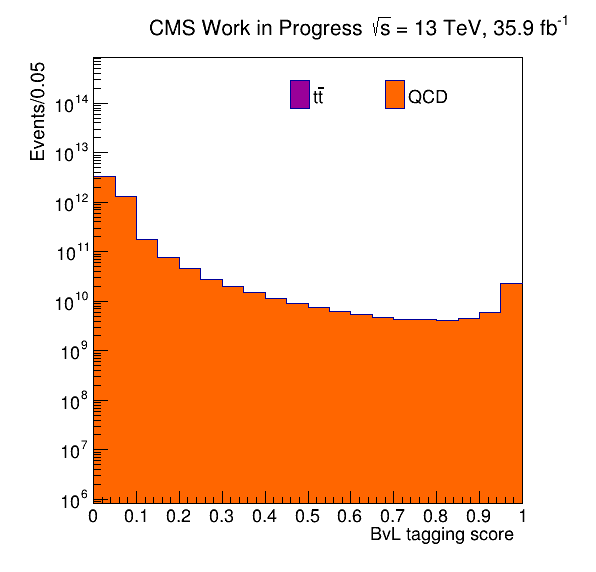 CMS Work in Progress √s = 13 TeV, 35.9 fb⁻¹
Events/0.05
tt̄
QCD
10¹⁴
10¹³
10¹²
10¹¹
10¹⁰
10⁹
10⁸
10⁷
10⁶
0 0.1 0.2 0.3 0.4 0.5 0.6 0.7 0.8 0.9 1
BvL tagging score